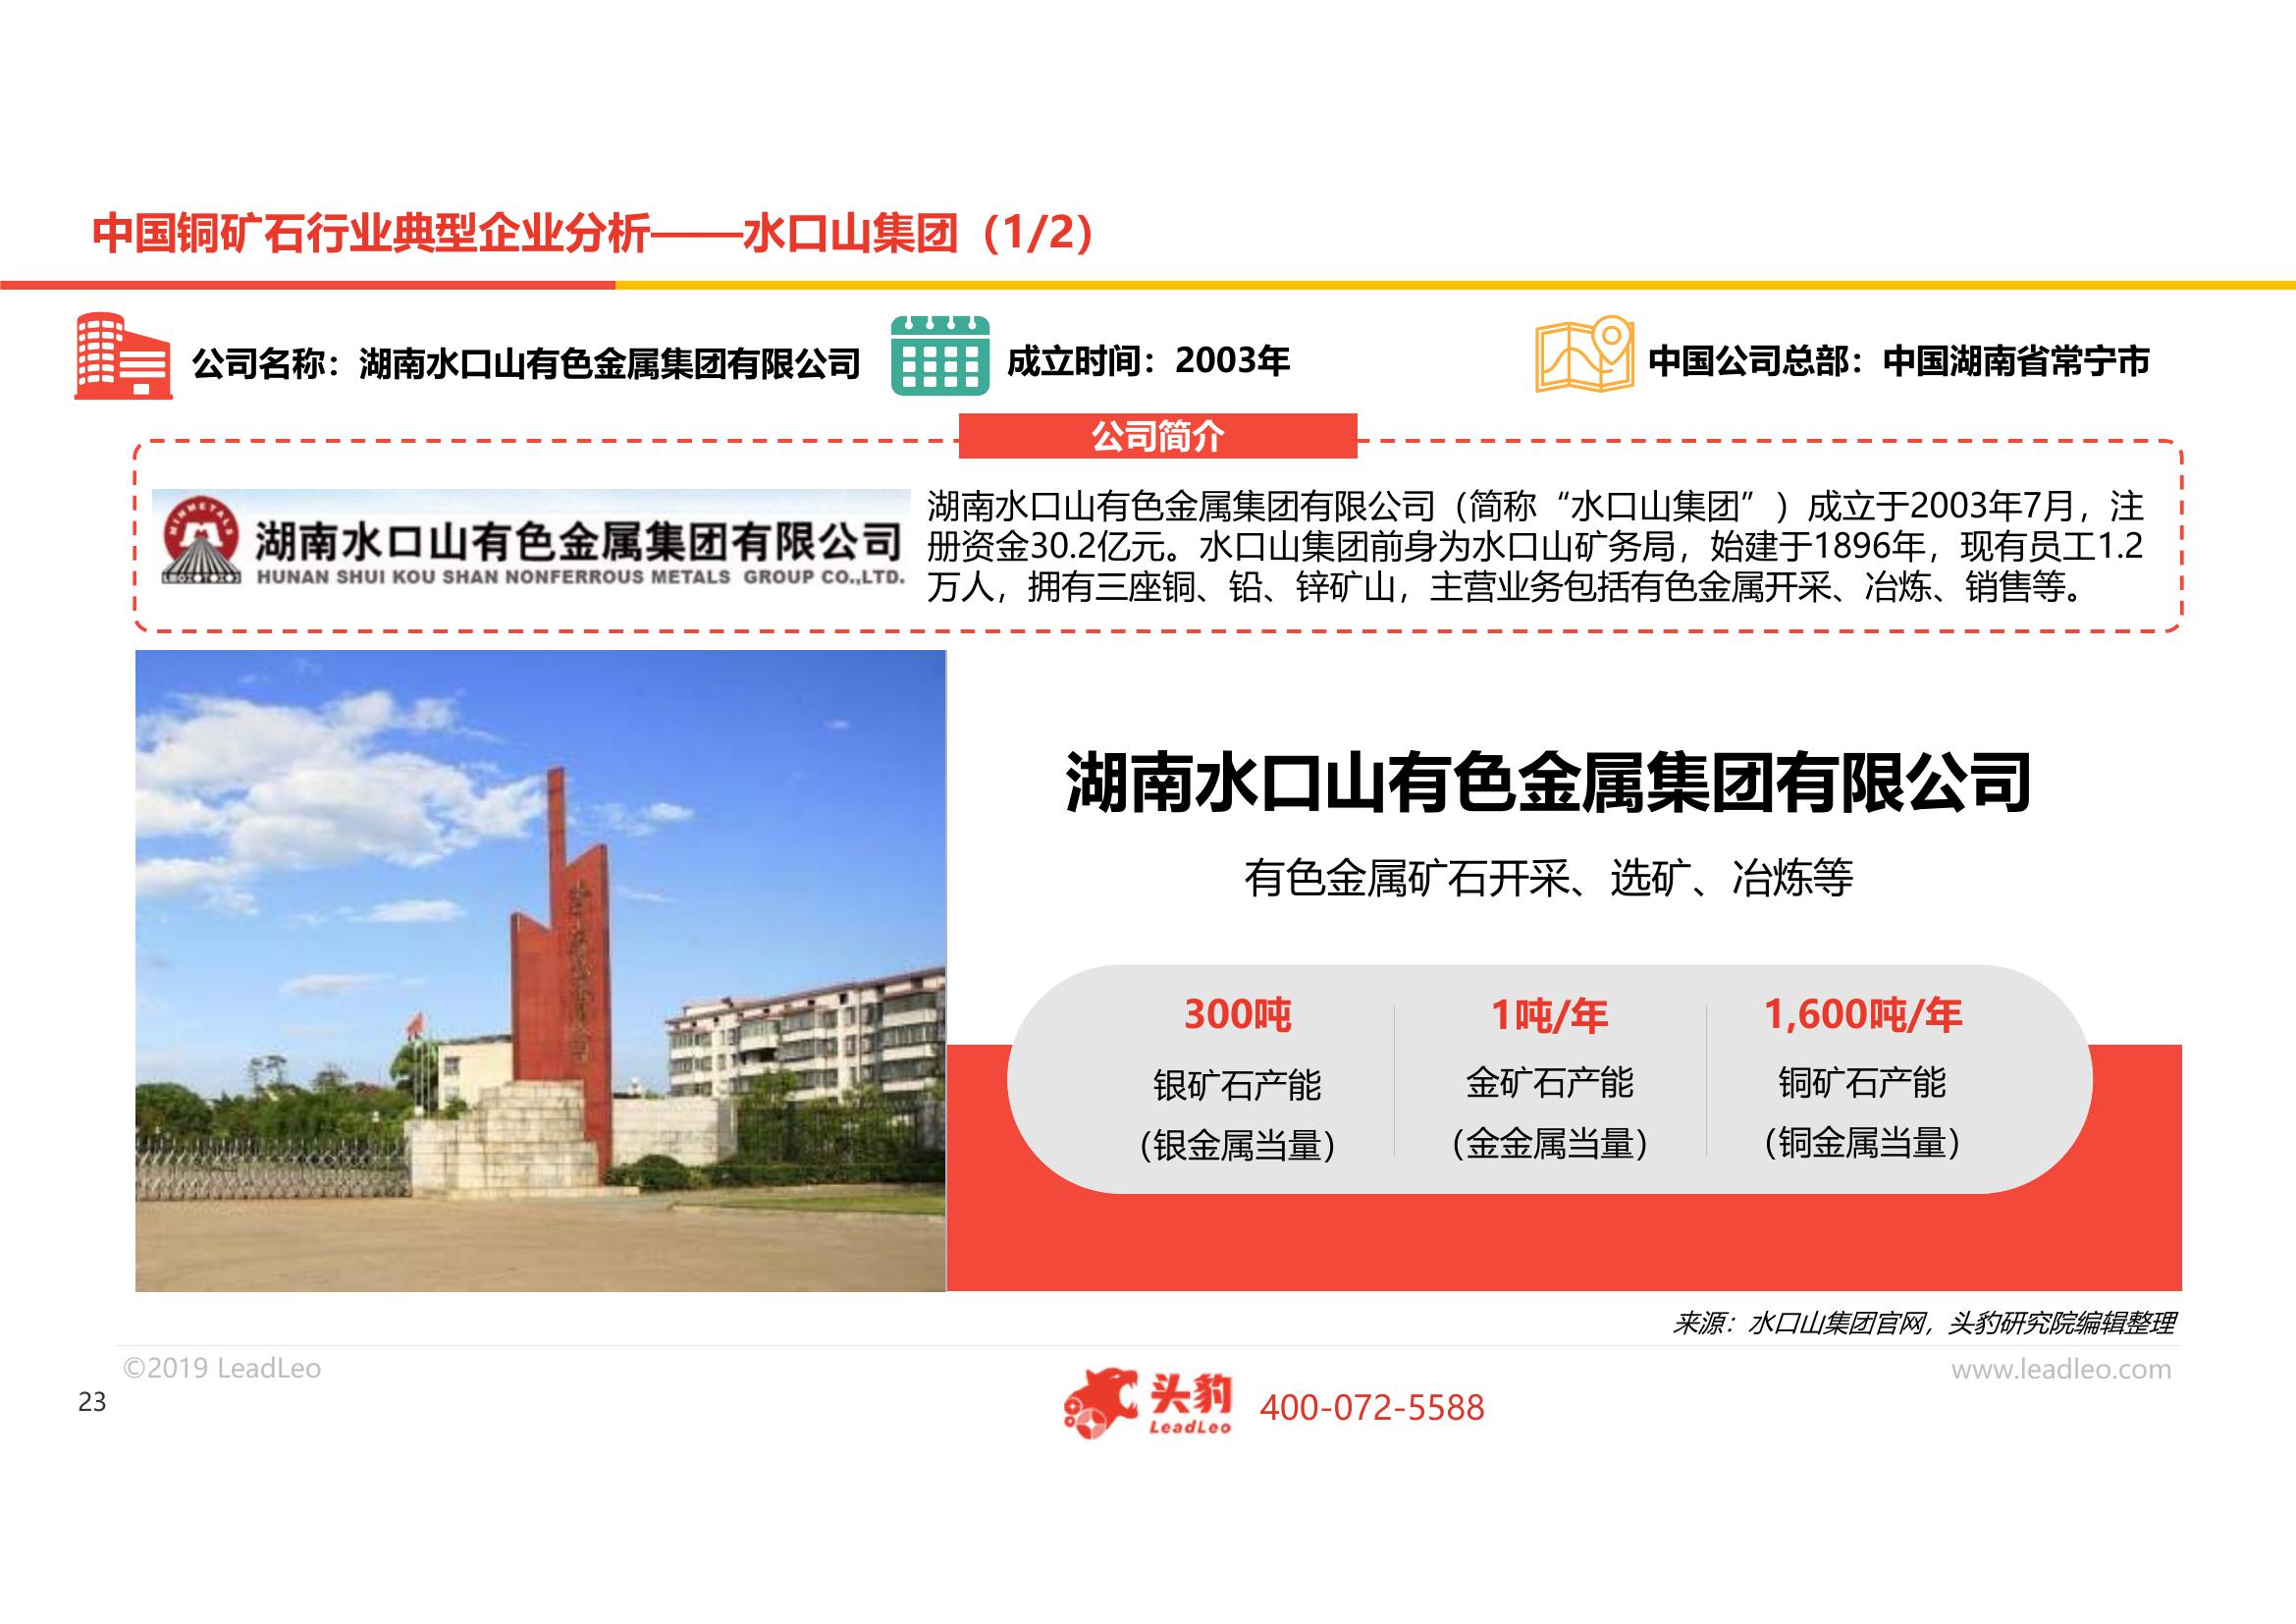 中国铜矿石行业典型企业分析——水口山集团（1/2）
公司名称：湖南水口山有色金属集团有限公司
成立时间：2003年
中国公司总部：中国湖南省常宁市
公司简介
MINMETALS
湖南水口山有色金属集团有限公司
HUNAN SHUI KOU SHAN NONFERROUS METALS GROUP CO.,LTD.
湖南水口山有色金属集团有限公司（简称“水口山集团”）成立于2003年7月，注
册资金30.2亿元。水口山集团前身为水口山矿务局，始建于1896年，现有员工1.2
万人，拥有三座铜、铅、锌矿山，主营业务包括有色金属开采、冶炼、销售等。
湖南水口山有色金属集团有限公司
有色金属矿石开采、选矿、冶炼等
300吨
银矿石产能
（银金属当量）
1吨/年
金矿石产能
（金金属当量）
1,600吨/年
铜矿石产能
（铜金属当量）
来源：水口山集团官网，头豹研究院编辑整理
©2019 LeadLeo
www.leadleo.com
23
头豹
LeadLeo
400-072-5588